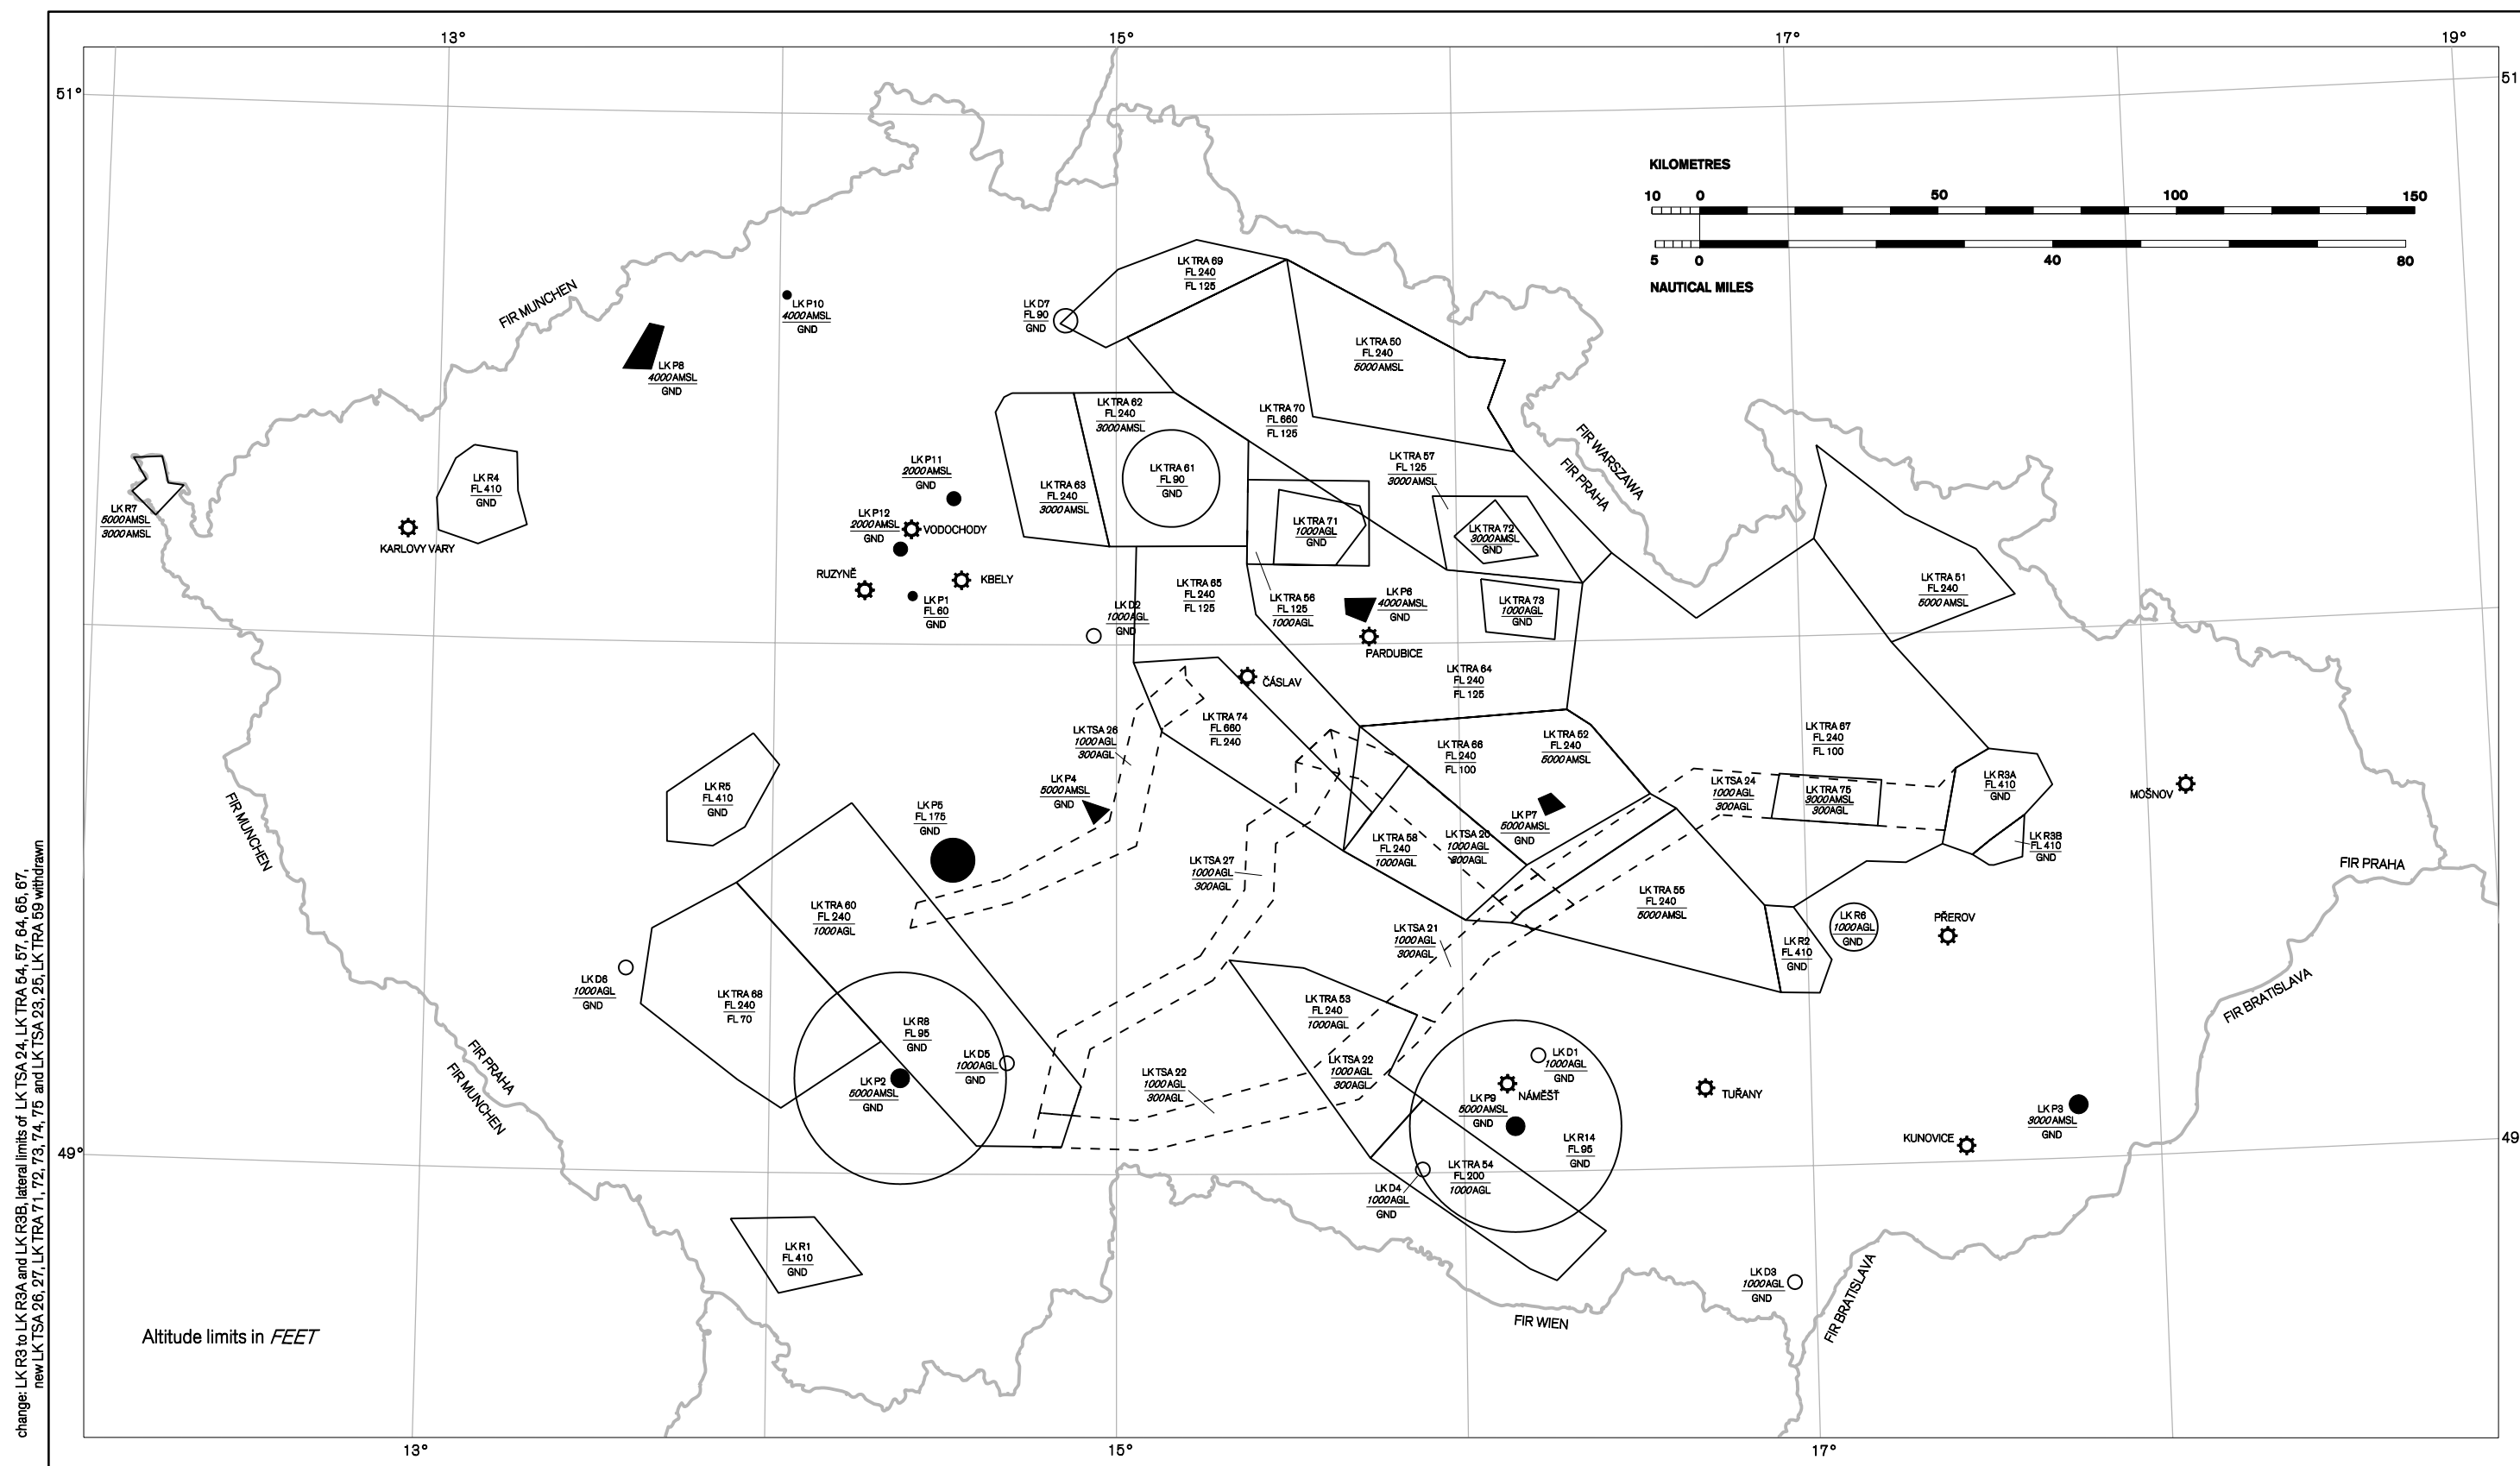 13°
15°
17°
19°
51°
51
KILOMETRES
10 0 50 100 150
5 0 40 80
NAUTICAL MILES
FIR MUNCHEN
LK TRA 69
FL 240
FL 125
LK D7
FL 90
GND
LK P10
4000 AMSL
GND
LK P8
4000 AMSL
GND
LK TRA 50
FL 240
5000 AMSL
LK TRA 62
FL 240
3000 AMSL
LK TRA 70
FL 660
FL 125
LK TRA 57
FL 125
3000 AMSL
FIR WARSZAWA
FIR PRAHA
LK P11
2000 AMSL
GND
LK R4
FL 410
GND
LK TRA 61
FL 90
GND
LK TRA 63
FL 240
3000 AMSL
LK R7
5000 AMSL
3000 AMSL
LK P12
2000 AMSL
GND
VODOCHODY
KARLOVY VARY
LK TRA 71
1000 AGL
GND
LK TRA 72
3000 AMSL
GND
RUZYNĚ
KBELY
LK P1
FL 60
GND
LK TRA 65
FL 240
FL 125
LK D2
1000 AGL
GND
LK TRA 56
FL 125
1000 AGL
LK P6
4000 AMSL
GND
PARDUBICE
LK TRA 73
1000 AGL
GND
LK TRA 51
FL 240
5000 AMSL
ČÁSLAV
LK TRA 64
FL 240
FL 125
LK TRA 74
FL 660
FL 240
LK TSA 26
1000 AGL
300 AGL
LK TRA 66
FL 240
FL 100
LK TRA 52
FL 240
5000 AMSL
LK TRA 67
FL 240
FL 100
LK R5
FL 410
GND
LK P4
5000 AMSL
GND
LK P5
FL 175
GND
LK TSA 24
1000 AGL
300 AGL
LK TRA 75
3000 AMSL
300 AGL
LK R3A
FL 410
GND
MOŠNOV
LK P7
5000 AMSL
GND
LK TRA 58
FL 240
1000 AGL
LK TSA 20
1000 AGL
300 AGL
LK R3B
FL 410
GND
FIR MUNCHEN
FIR PRAHA
LK TSA 27
1000 AGL
300 AGL
LK TRA 60
FL 240
1000 AGL
LK TRA 55
FL 240
5000 AMSL
LK R6
1000 AGL
GND
PŘEROV
LK TSA 21
1000 AGL
300 AGL
LK R2
FL 410
GND
LK D6
1000 AGL
GND
LK TRA 68
FL 240
FL 70
LK TRA 53
FL 240
1000 AGL
FIR BRATISLAVA
LK R8
FL 95
GND
LK D5
1000 AGL
GND
LK P2
5000 AMSL
GND
LK TSA 22
1000 AGL
300 AGL
LK TSA 22
1000 AGL
300 AGL
LK D1
1000 AGL
GND
NÁMĚŠŤ
TUŘANY
LK P9
5000 AMSL
GND
LK P3
3000 AMSL
GND
KUNOVICE
LK R14
FL 95
GND
FIR PRAHA
FIR MUNCHEN
49°
49
LK TRA 54
FL 200
1000 AGL
LK D4
1000 AGL
GND
LK R1
FL 410
GND
LK D3
1000 AGL
GND
FIR WIEN
FIR BRATISLAVA
Altitude limits in FEET
13°
15°
17°
change: LK R3 to LK R3A and LK R3B, lateral limits of LK TSA 24, LK TRA 54, 57, 64, 65, 67,
new LK TSA 26, 27, LK TRA 71, 72, 73, 74, 75 and LK TSA 23, 25, LK TRA 59 withdrawn